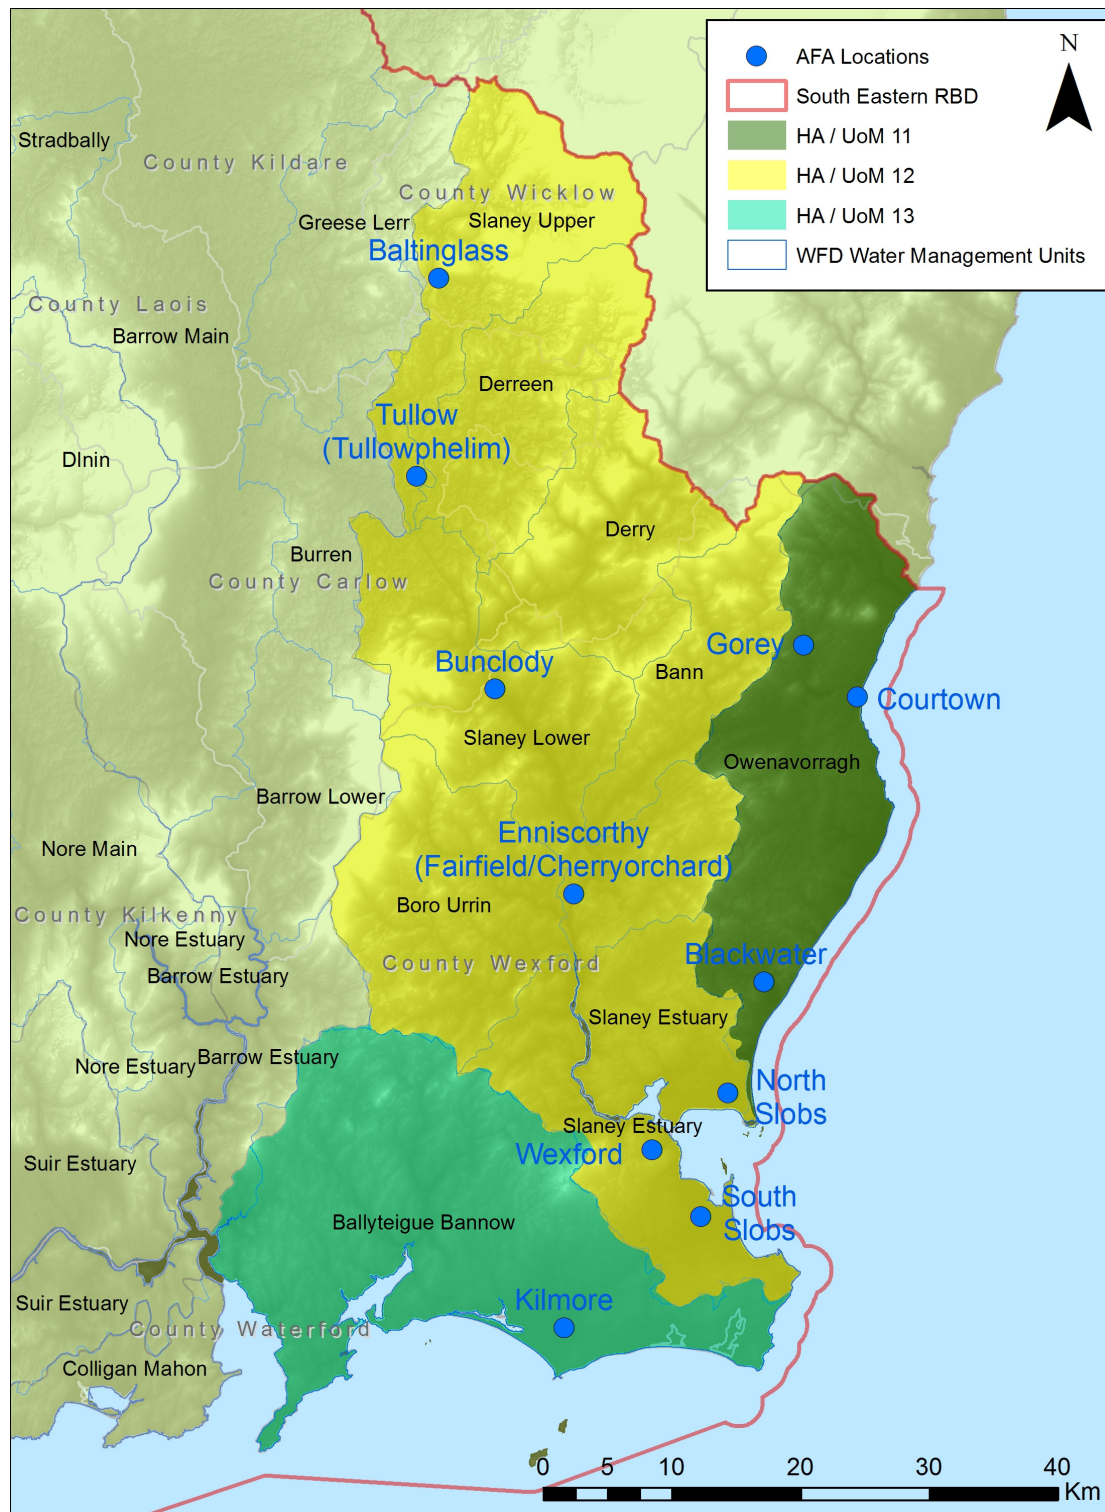 N
AFA Locations
South Eastern RBD
HA / UoM 11
HA / UoM 12
HA / UoM 13
WFD Water Management Units
Stradbally
County Kildare
County Wicklow
Greese Lerr
Slaney Upper
Baltinglass
County Laois
Barrow Main
Derreen
Tullow
(Tullowphelim)
Dlnin
Derry
Burren
County Carlow
Gorey
Bunclody
Bann
Courtown
Slaney Lower
Owenavorragh
Barrow Lower
Enniscorthy
(Fairfield/Cherryorchard)
Nore Main
Boro Urrin
County Kilkenny
Nore Estuary
Blackwater
County Wexford
Barrow Estuary
Slaney Estuary
Barrow Estuary
Nore Estuary
North
Slobs
Slaney Estuary
Wexford
Suir Estuary
South
Slobs
Ballyteigue Bannow
Kilmore
Suir Estuary
County Waterford
Colligan Mahon
0 5 10 20 30 40
Km